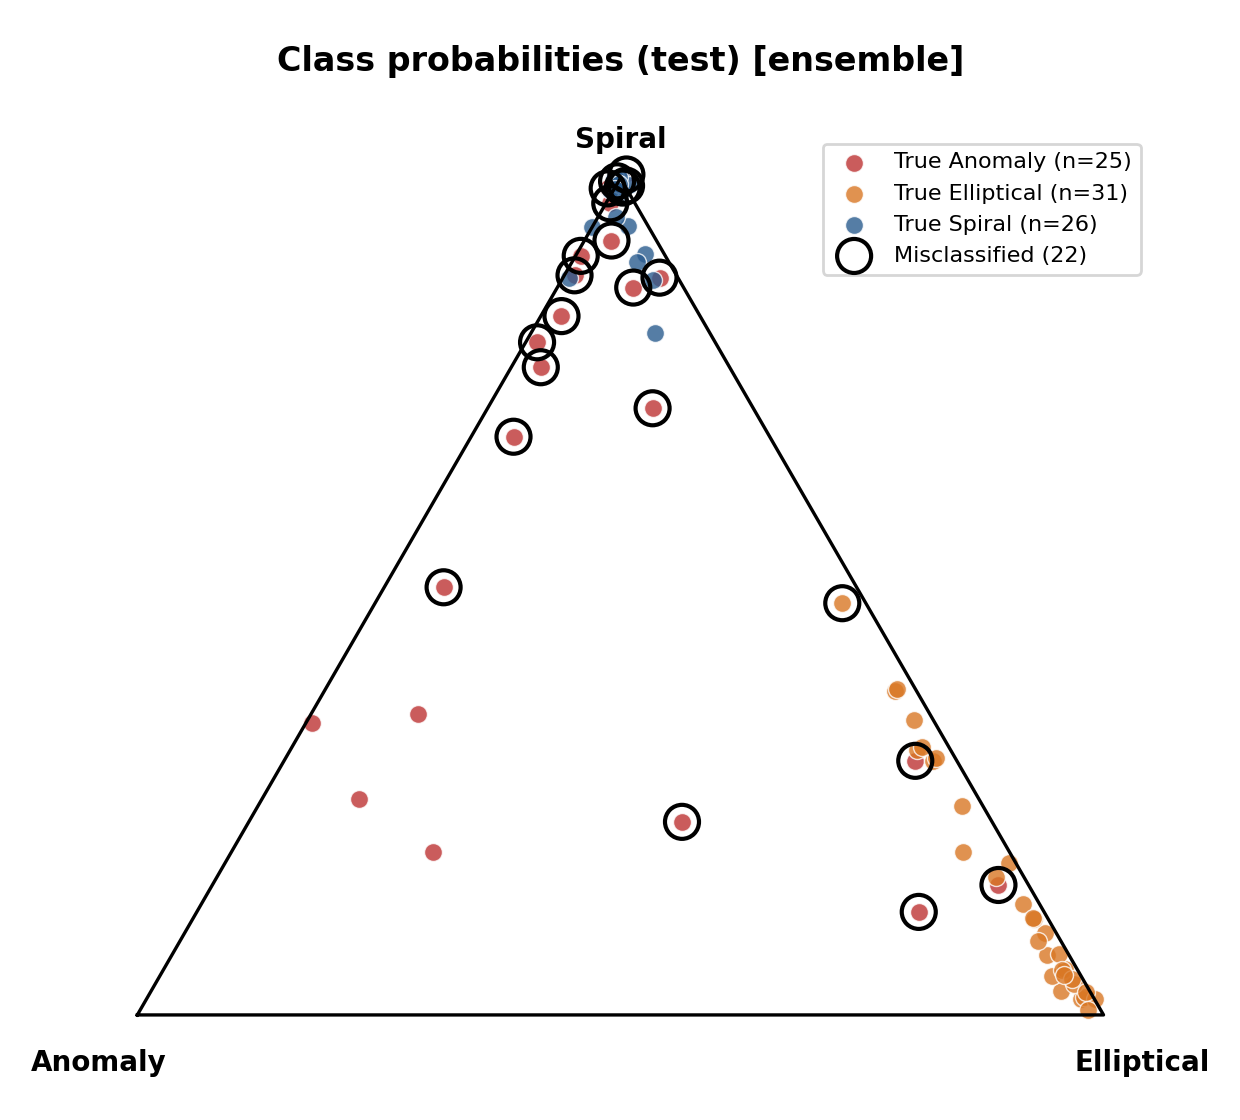 Class probabilities (test) [ensemble]
Spiral
True Anomaly (n=25)
True Elliptical (n=31)
True Spiral (n=26)
Misclassified (22)
Anomaly
Elliptical